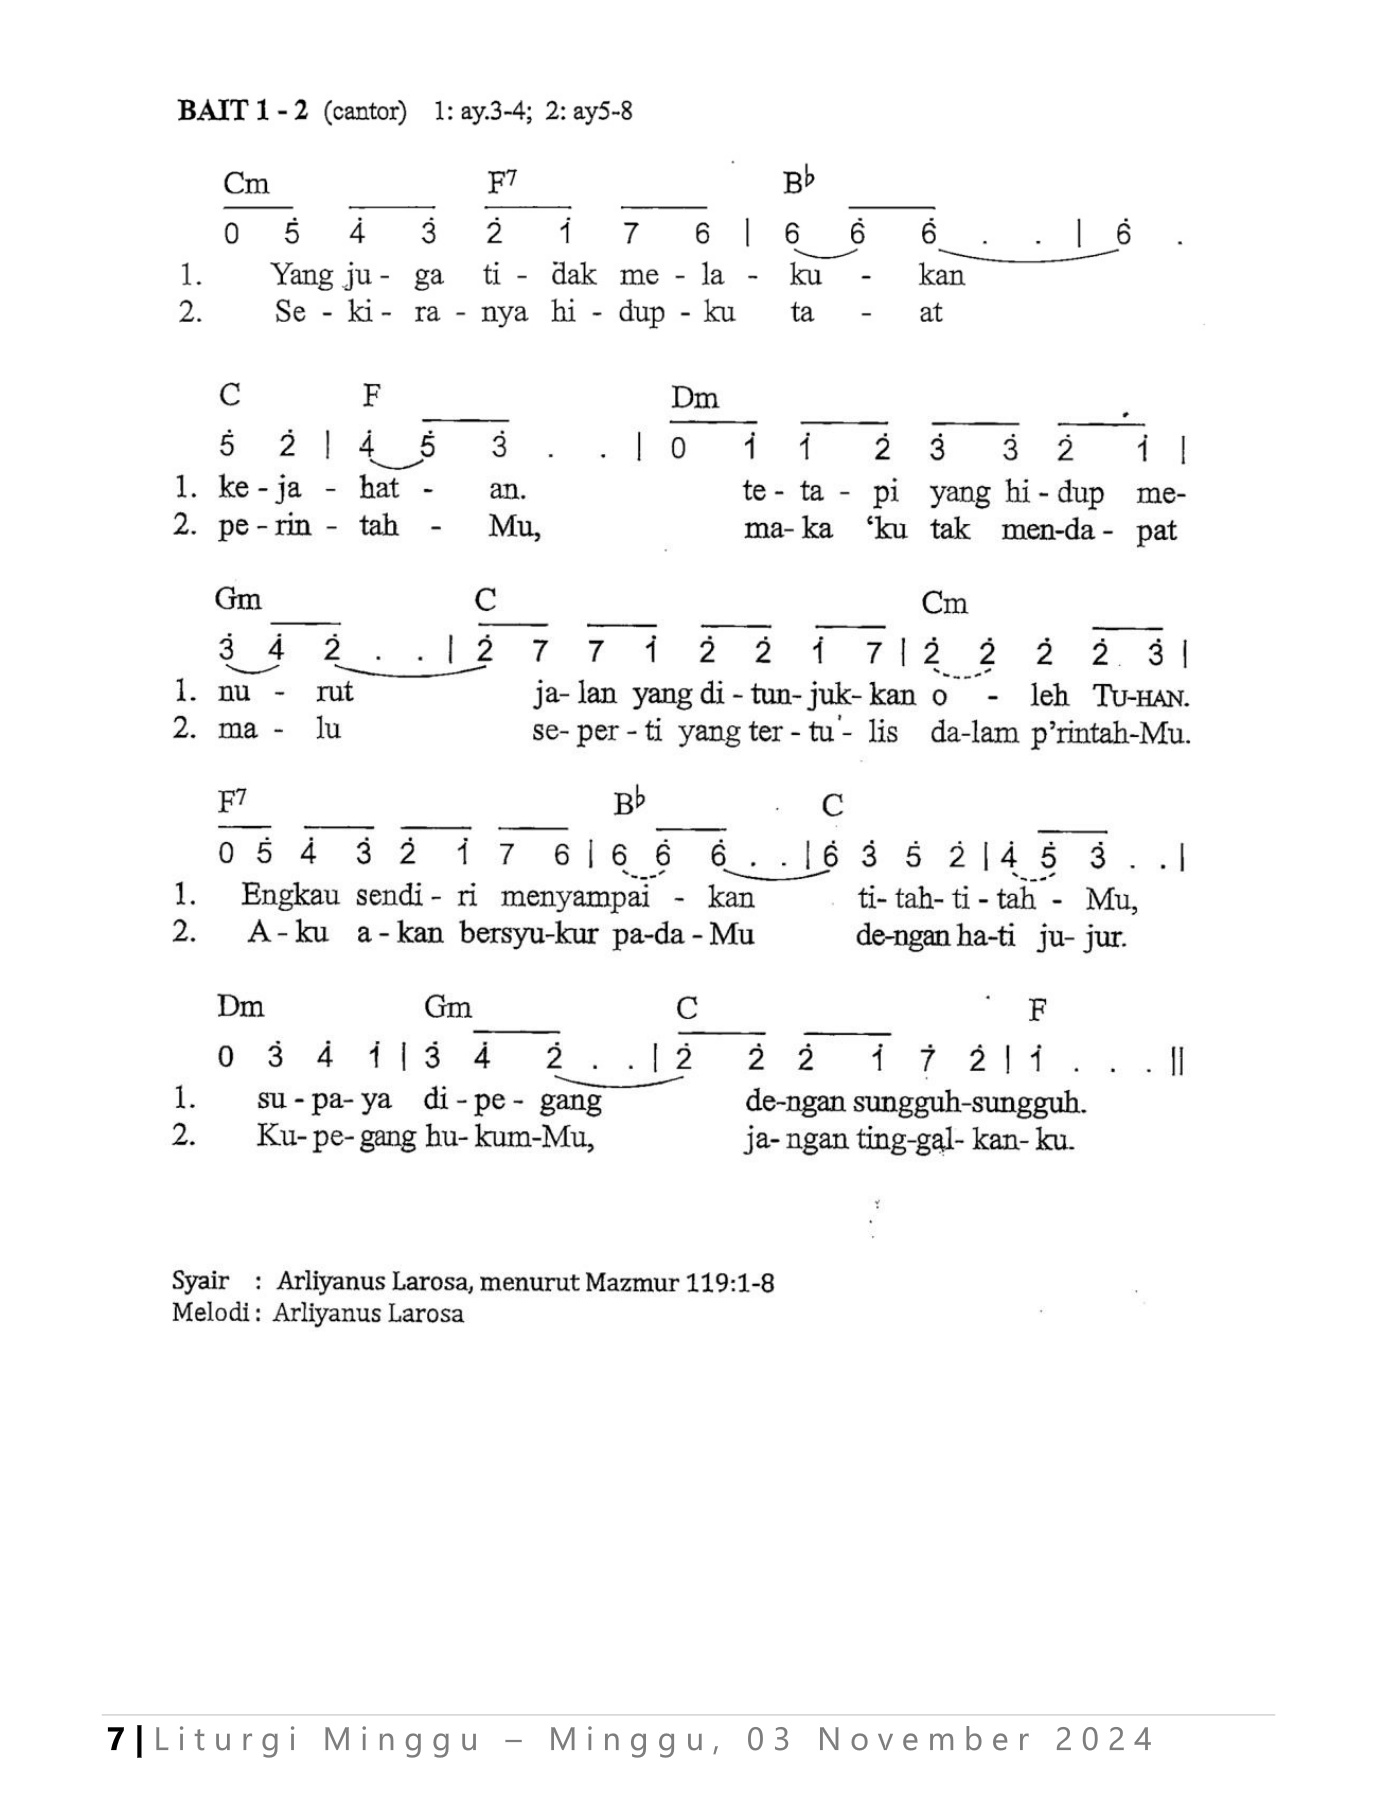 BAIT 1 - 2 (cantor) 1: ay.3-4; 2: ay5-8
Cm F7 B♭
0 5̇ 4̇ 3̇ 2̇ 1̇ 7 6 | 6 6̇ 6̇ . . | 6̇ .
1. Yang ju - ga ti - dak me - la - ku - kan
2. Se - ki - ra - nya hi - dup - ku ta - at
C F Dm
5̇ 2̇ | 4̇ 5̇ 3̇ . . | 0 1̇ 1̇ 2̇ 3̇ 3̇ 2̇ 1̇ |
1. ke - ja - hat - an. te - ta - pi yang hi - dup me-
2. pe - rin - tah - Mu, ma- ka ‘ku tak men-da - pat
Gm C Cm
3̇ 4̇ 2̇ . . | 2̇ 7 7 1̇ 2̇ 2̇ 1̇ 7 | 2̇ 2̇ 2̇ 2̇ 3̇ |
1. nu - rut ja- lan yang di - tun- juk- kan o - leh TU-HAN.
2. ma - lu se- per - ti yang ter - tu - lis da-lam p’rintah-Mu.
F7 B♭ C
0 5̇ 4̇ 3̇ 2̇ 1̇ 7 6 | 6 6̇ 6̇ . . | 6̇ 3̇ 5̇ 2̇ | 4̇ 5̇ 3̇ . . |
1. Engkau sendi - ri menyampai - kan ti- tah- ti - tah - Mu,
2. A - ku a - kan bersyu-kur pa-da - Mu de-ngan ha-ti ju- jur.
Dm Gm C F
0 3̇ 4̇ 1̇ | 3̇ 4̇ 2̇ . . | 2̇ 2̇ 2̇ 1̇ 7̇ 2̇ | 1̇ . . . ||
1. su - pa- ya di - pe - gang de-ngan sungguh-sungguh.
2. Ku- pe- gang hu- kum-Mu, ja- ngan ting-gal- kan- ku.
Syair : Arliyanus Larosa, menurut Mazmur 119:1-8
Melodi : Arliyanus Larosa
7 | Liturgi Minggu – Minggu, 03 November 2024